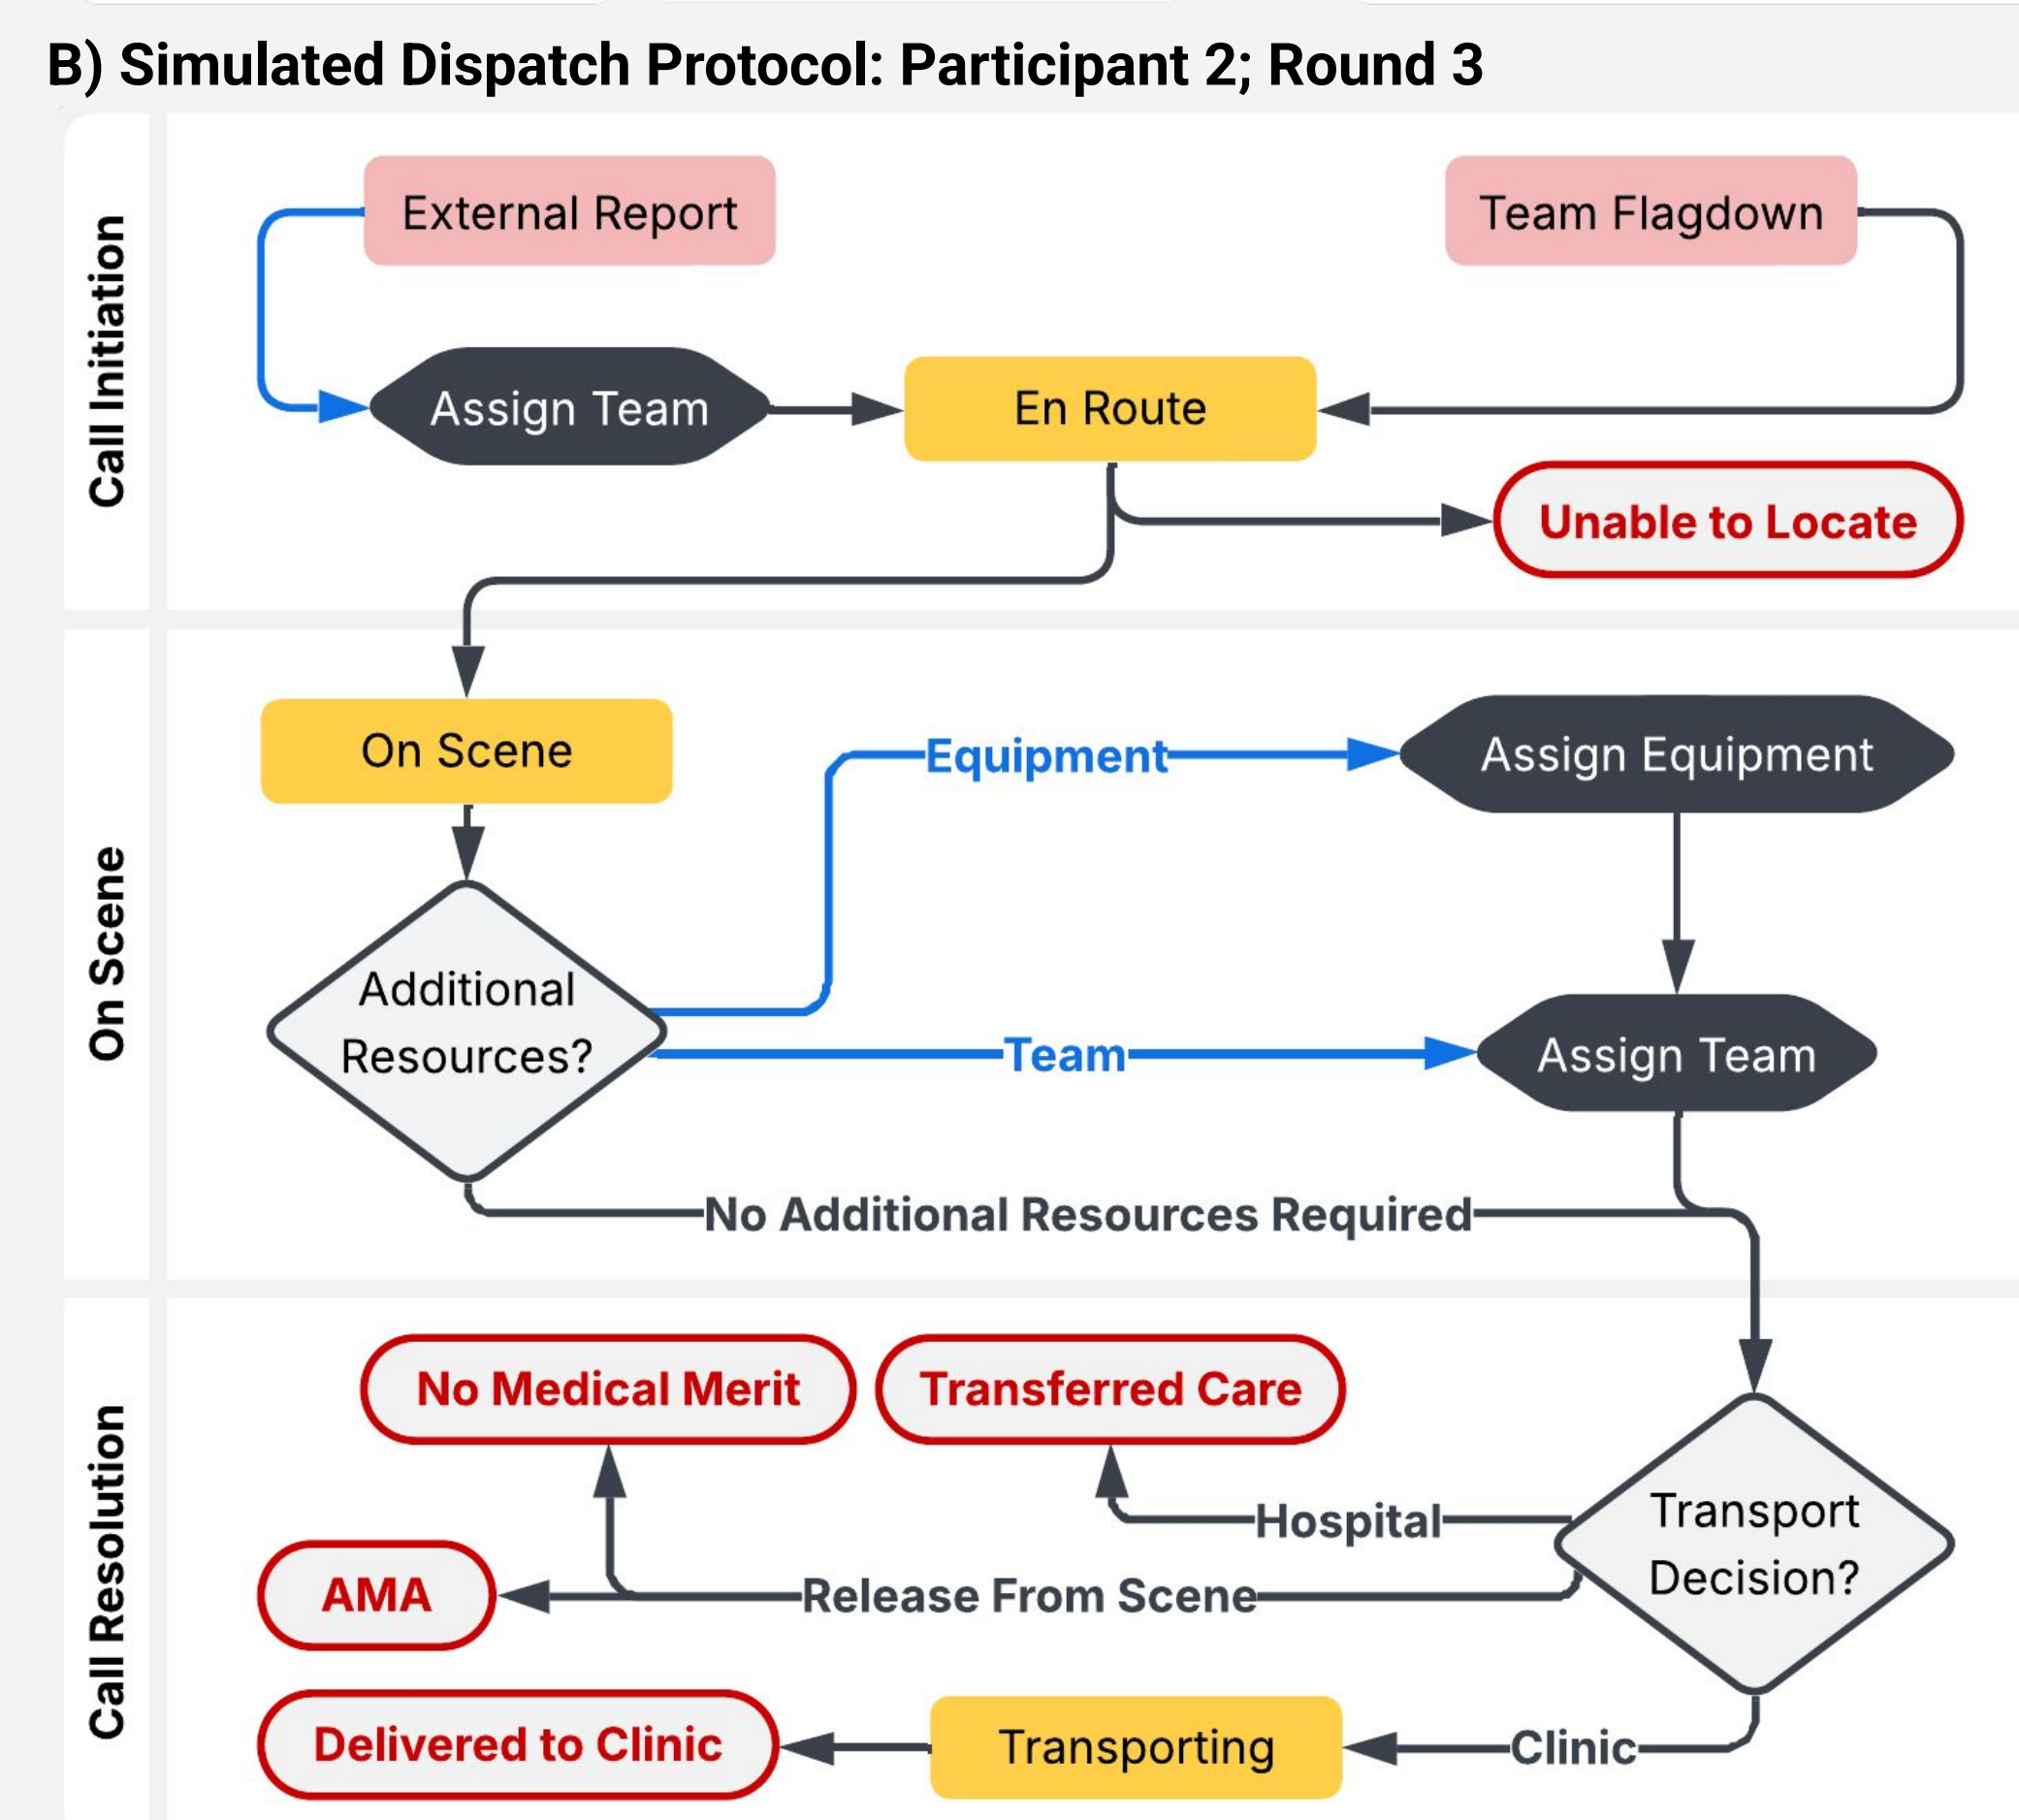 B) Simulated Dispatch Protocol: Participant 2; Round 3
Call Initiation
External Report
Team Flagdown
Assign Team
En Route
Unable to Locate
On Scene
On Scene
Equipment
Assign Equipment
Additional
Resources?
Team
Assign Team
No Additional Resources Required
Call Resolution
No Medical Merit
Transferred Care
Hospital
Transport
Decision?
AMA
Release From Scene
Delivered to Clinic
Transporting
Clinic